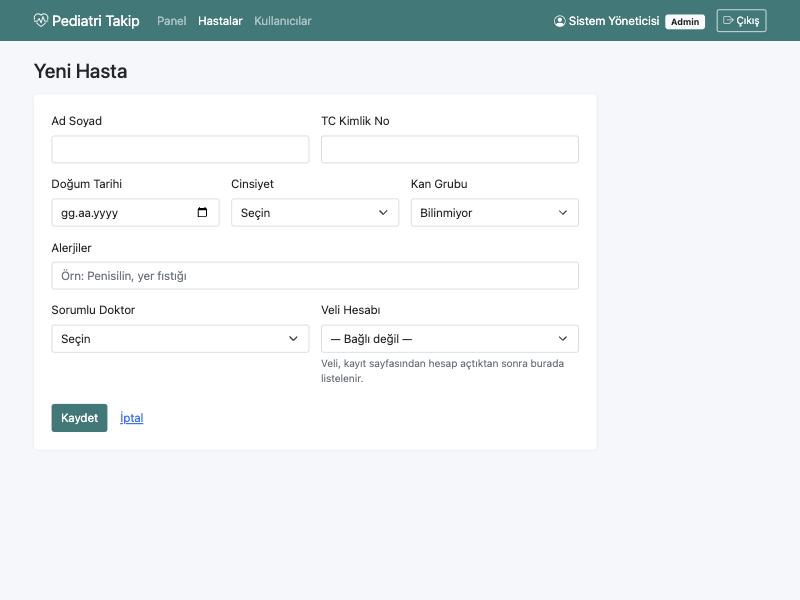 Pediatri Takip Panel Hastalar Kullanıcılar Sistem Yöneticisi Admin Çıkış
Yeni Hasta
Ad Soyad TC Kimlik No
Doğum Tarihi Cinsiyet Kan Grubu
gg.aa.yyyy Seçin Bilinmiyor
Alerjiler
Örn: Penisilin, yer fıstığı
Sorumlu Doktor Veli Hesabı
Seçin — Bağlı değil —
Veli, kayıt sayfasından hesap açtıktan sonra burada
listelenir.
Kaydet İptal